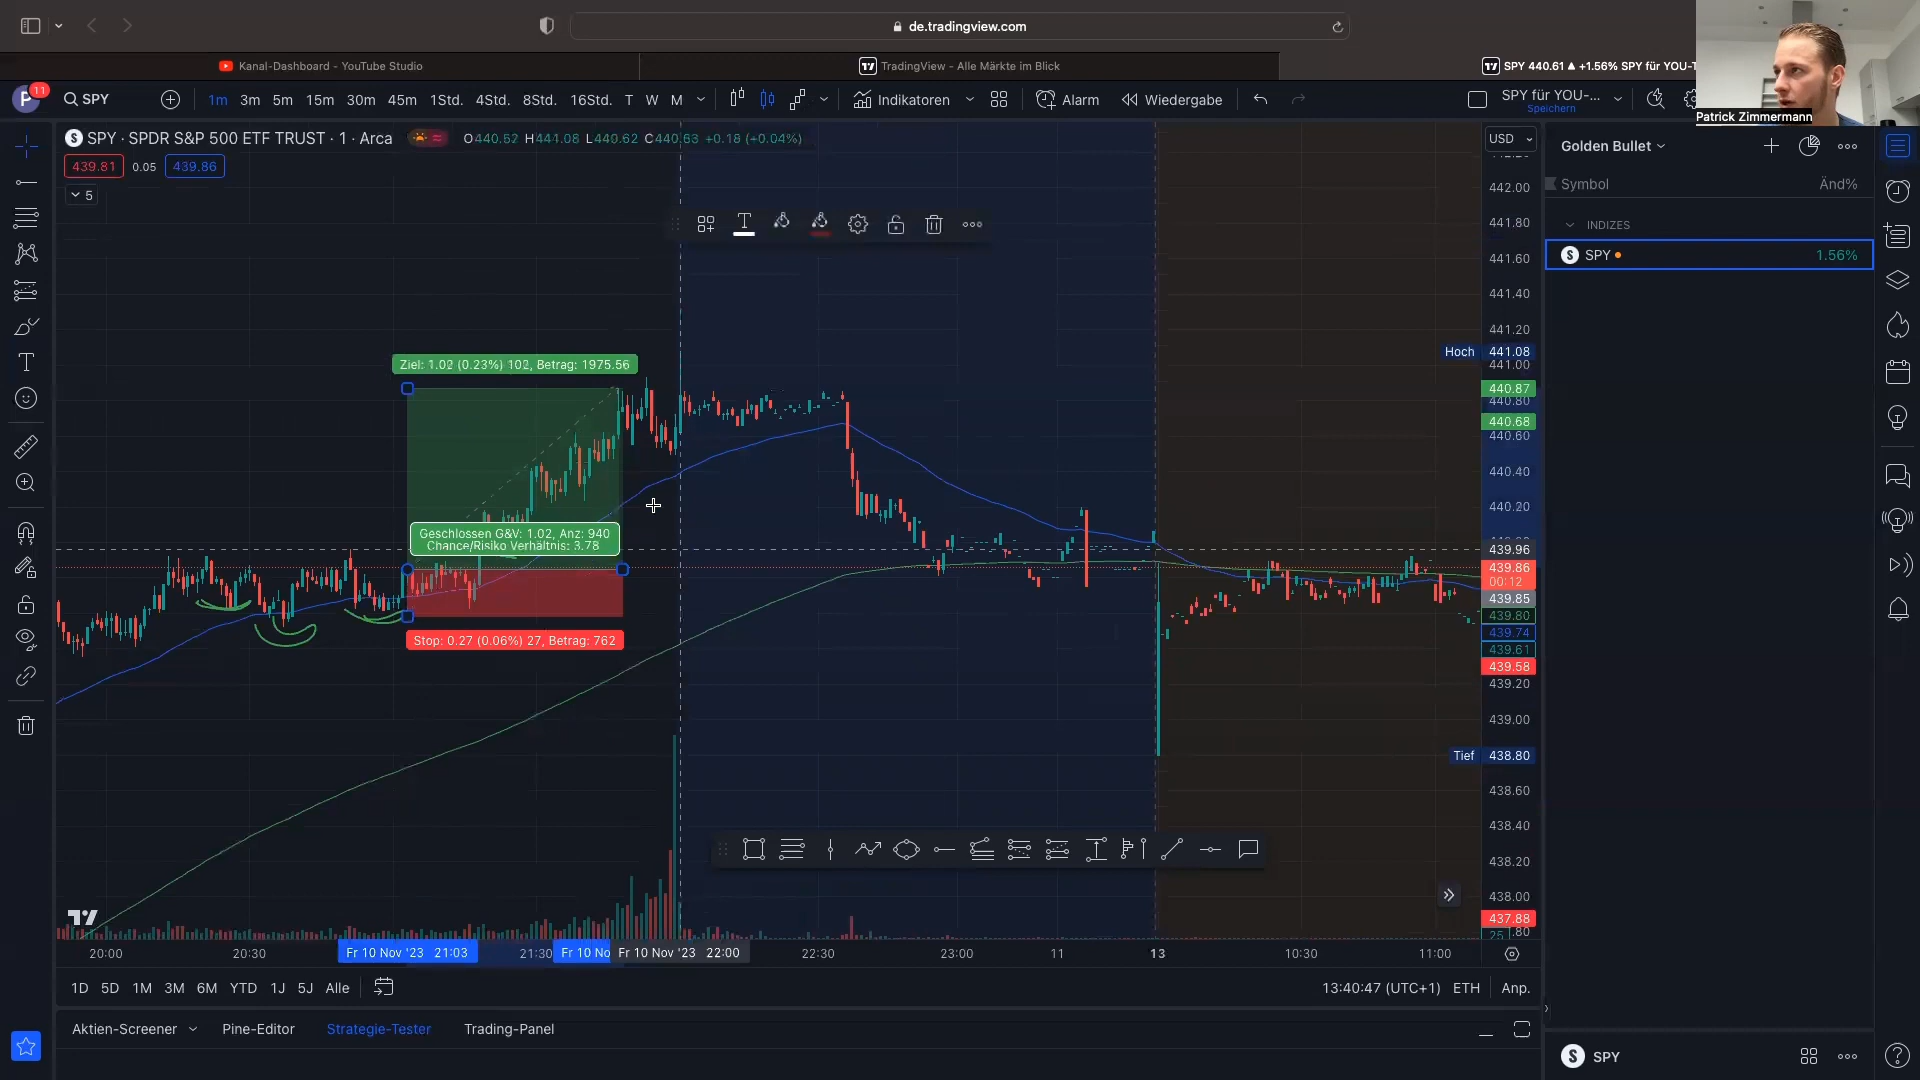 de.tradingview.com
Kanal-Dashboard - YouTube Studio
TradingView - Alle Märkte im Blick
SPY 440.61 ▲ +1.56% SPY für YOU-T
Patrick Zimmermann
P 11
SPY
1m 3m 5m 15m 30m 45m 1Std. 4Std. 8Std. 16Std. T W M
Indikatoren
Alarm
Wiedergabe
SPY für YOU-...
Speichern
SPY · SPDR S&P 500 ETF TRUST · 1 · Arca
O440.52 H441.08 L440.62 C440.63 +0.18 (+0.04%)
439.81 0.05 439.86
5
USD
Golden Bullet
Symbol Änd%
INDIZES
SPY 1.56%
442.00
441.80
441.60
441.40
441.20
Hoch 441.08
441.00
440.87
440.80
440.68
440.60
440.40
440.20
439.96
439.86
00:12
439.85
439.80
439.74
439.61
439.58
439.20
439.00
Tief 438.80
438.60
438.40
438.20
438.00
437.88
.80
25
Ziel: 1.02 (0.23%) 102, Betrag: 1975.56
Geschlossen G&V: 1.02, Anz: 940
Chance/Risiko Verhältnis: 3.78
Stop: 0.27 (0.06%) 27, Betrag: 762
20:00 20:30 Fr 10 Nov '23 21:03 21:30 Fr 10 No Fr 10 Nov '23 22:00 22:30 23:00 11 13 10:30 11:00
1D 5D 1M 3M 6M YTD 1J 5J Alle
13:40:47 (UTC+1) ETH Anp.
Aktien-Screener Pine-Editor Strategie-Tester Trading-Panel
SPY